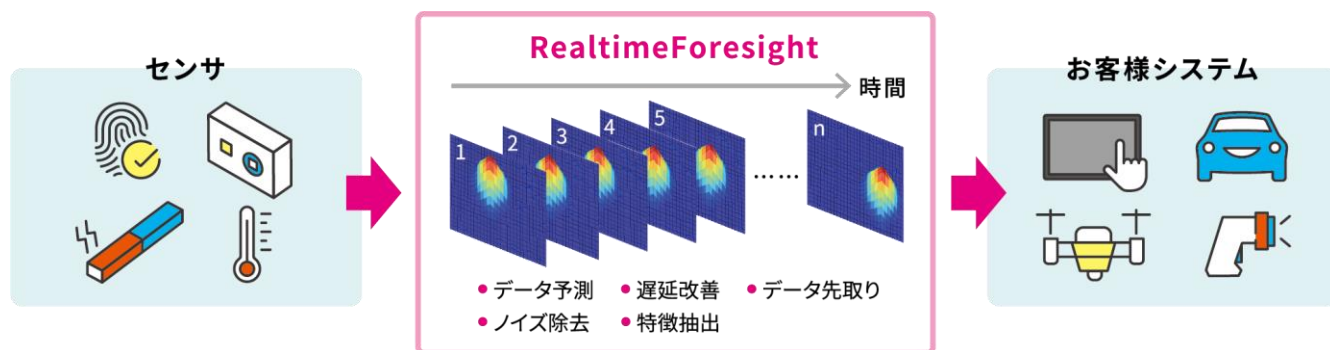 センサ
RealtimeForesight
時間
1 2 3 4 5 …… n
● データ予測 ● 遅延改善 ● データ先取り
● ノイズ除去 ● 特徴抽出
お客様システム